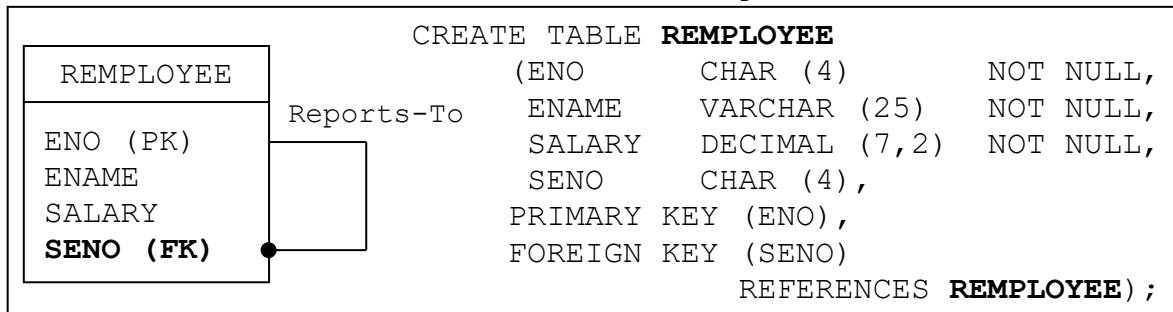 REMPLOYEE
ENO (PK)
ENAME
SALARY
SENO (FK)
Reports-To
CREATE TABLE REMPLOYEE
(ENO CHAR (4) NOT NULL,
ENAME VARCHAR (25) NOT NULL,
SALARY DECIMAL (7,2) NOT NULL,
SENO CHAR (4),
PRIMARY KEY (ENO),
FOREIGN KEY (SENO)
REFERENCES REMPLOYEE);